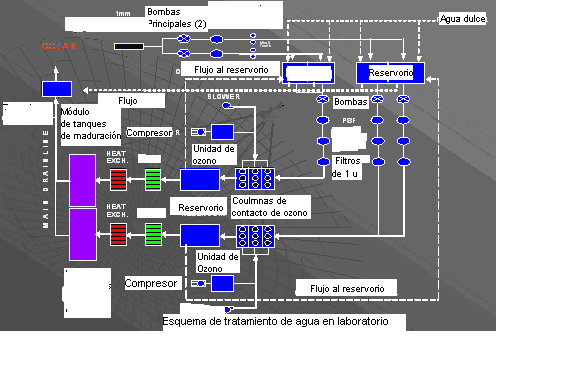 1mm
Bombas
Principales (2)
Agua dulce
Flujo al reservorio
Reservorio
BLOWER
Bombas
Flujo
Módulo
de tanques
de maduración
Compresor
R
PBF
Unidad de
ozono
Filtros
de 1 u
HEAT
EXCH.
MAIN DRAINLINE
Coulmnas de
contacto de ozono
HEAT
EXCH.
Reservorio
Unidad de
Ozono
Compresor
Flujo al reservorio
Esquema de tratamiento de agua en laboratorio